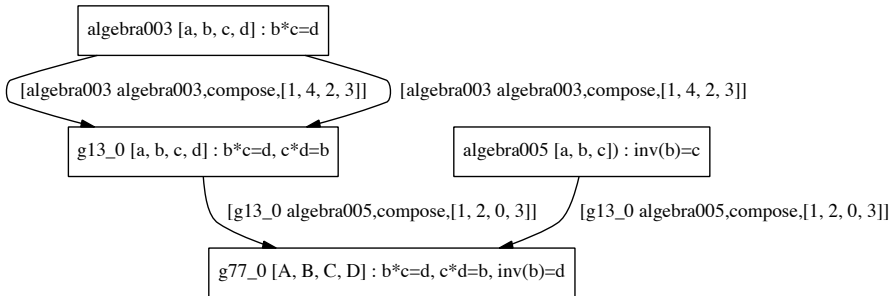 algebra003 [a, b, c, d] : b*c=d
[algebra003 algebra003,compose,[1, 4, 2, 3]]
[algebra003 algebra003,compose,[1, 4, 2, 3]]
g13_0 [a, b, c, d] : b*c=d, c*d=b
algebra005 [a, b, c]) : inv(b)=c
[g13_0 algebra005,compose,[1, 2, 0, 3]]
[g13_0 algebra005,compose,[1, 2, 0, 3]]
g77_0 [A, B, C, D] : b*c=d, c*d=b, inv(b)=d